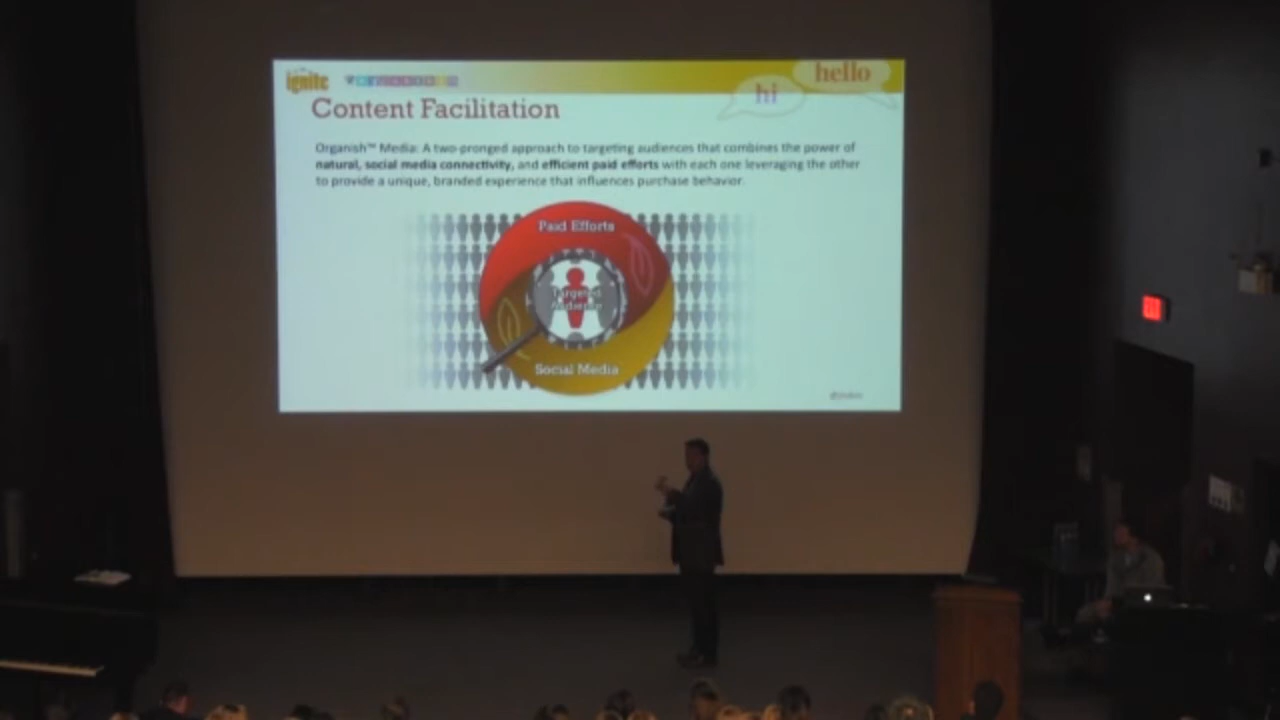 ignite
hello
hi
Content Facilitation
Organish™ Media: A two-pronged approach to targeting audiences that combines the power of
natural, social media connectivity, and efficient paid efforts with each one leveraging the other
to provide a unique, branded experience that influences purchase behavior.
Paid Efforts
Targeted
Audience
Social Media